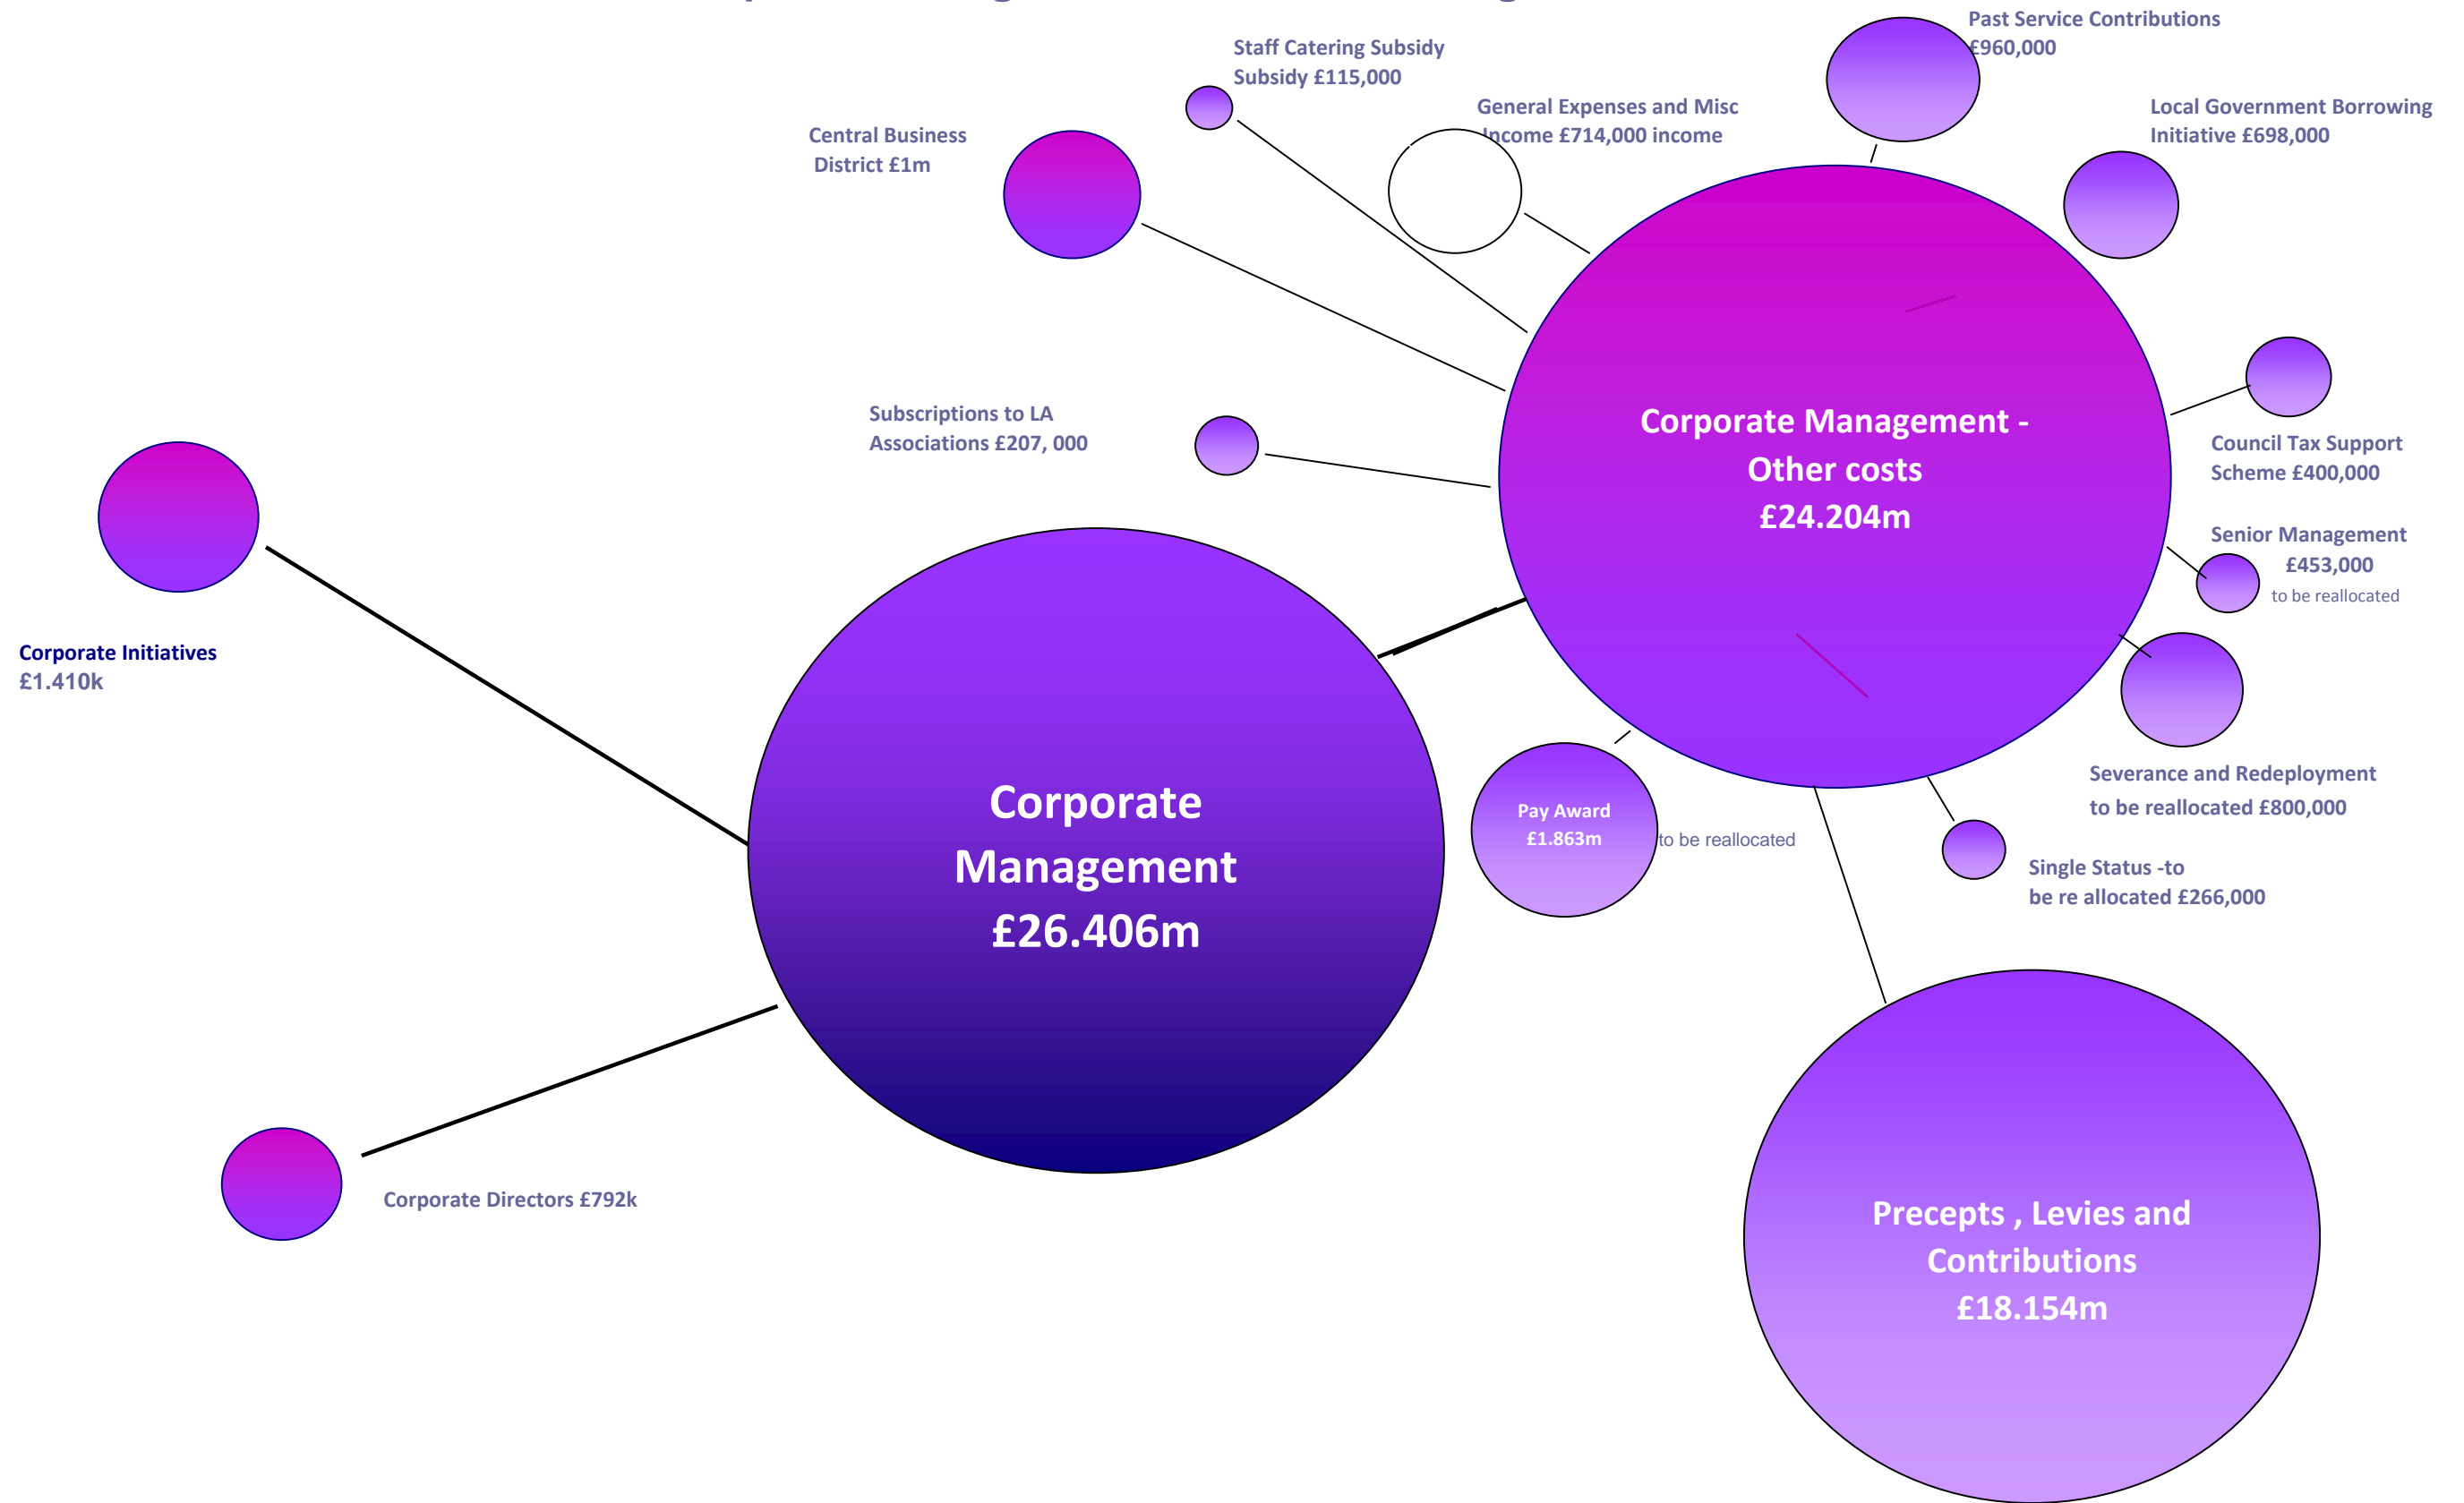 Past Service Contributions
£960,000
Staff Catering Subsidy
Subsidy £115,000
General Expenses and Misc
Income £714,000 income
Local Government Borrowing
Initiative £698,000
Central Business
District £1m
Subscriptions to LA
Associations £207, 000
Corporate Management -
Other costs
£24.204m
Council Tax Support
Scheme £400,000
Senior Management
£453,000
to be reallocated
Corporate Initiatives
£1.410k
Corporate
Management
£26.406m
Pay Award
£1.863m
to be reallocated
Severance and Redeployment
to be reallocated £800,000
Single Status -to
be re allocated £266,000
Corporate Directors £792k
Precepts , Levies and
Contributions
£18.154m